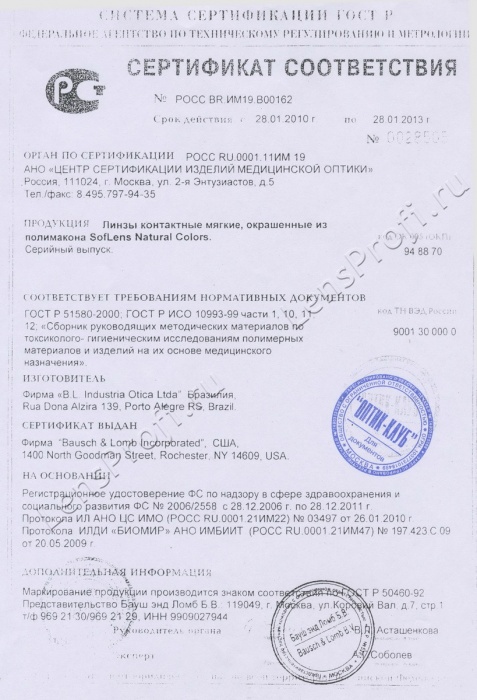 СИСТЕМА СЕРТИФИКАЦИИ ГОСТ Р
ФЕДЕРАЛЬНОЕ АГЕНТСТВО ПО ТЕХНИЧЕСКОМУ РЕГУЛИРОВАНИЮ И МЕТРОЛОГИИ
СЕРТИФИКАТ СООТВЕТСТВИЯ
№ РОСС BR ИМ19.В00162
Срок действия с 28.01.2010 г по 28.01.2013 г
№
ОРГАН ПО СЕРТИФИКАЦИИ РОСС RU.0001.11ИМ 19
АНО «ЦЕНТР СЕРТИФИКАЦИИ ИЗДЕЛИЙ МЕДИЦИНСКОЙ ОПТИКИ»
Россия, 111024, г. Москва, ул. 2-я Энтузиастов, д.5
Тел./факс: 8.495.797-94-35
ПРОДУКЦИЯ Линзы контактные мягкие, окрашенные из
полимакона SofLens Natural Colors.
Серийный выпуск.
94 88 70
СООТВЕТСТВУЕТ ТРЕБОВАНИЯМ НОРМАТИВНЫХ ДОКУМЕНТОВ
ГОСТ Р 51580-2000; ГОСТ Р ИСО 10993-99 части 1, 10, 11,
12; «Сборник руководящих методических материалов по
токсиколого- гигиеническим исследованиям полимерных
материалов и изделий на их основе медицинского
назначения».
код ТН ВЭД России
9001 30 000 0
ИЗГОТОВИТЕЛЬ
Фирма «B.L. Industria Otica Ltda" Бразилия,
Rua Dona Alzira 139, Porto Alegre RS, Brazil.
СЕРТИФИКАТ ВЫДАН
Фирма "Bausch & Lomb Incorporated", США,
1400 North Goodman Street, Rochester, NY 14609, USA.
"ОПТИК-КЛУБ"
Для документов
МОСКВА
НА ОСНОВАНИИ
Регистрационное удостоверение ФС по надзору в сфере здравоохранения и
социального развития ФС № 2006/2558 с 28.12.2006 г. по 28.12.2011 г
Протокола ИЛ АНО ЦС ИМО (РОСС RU.0001.21ИМ22) № 03497 от 26.01.2010 г.
Протокола ИЛДИ «БИОМИР» АНО ИМБИИТ (РОСС RU.0001.21ИМ47) № 197 423 С 09
от 20.05.2009 г.
ДОПОЛНИТЕЛЬНАЯ ИНФОРМАЦИЯ
Маркирование продукции производится знаком соответствия по ГОСТ Р 50460-92
Представительство Бауш энд Ломб Б.В. 119049, г. Москва, ул.Коровий Вал, д.7, стр 1
т/ф 969 21 30/969 21 29, ИНН 9909027944
Руководитель органа В.Л. Асташенкова
Бауш энд Ломб Б.В.
Bausch & Lomb B.V.
эксперт Соболев
LensProfi.ru